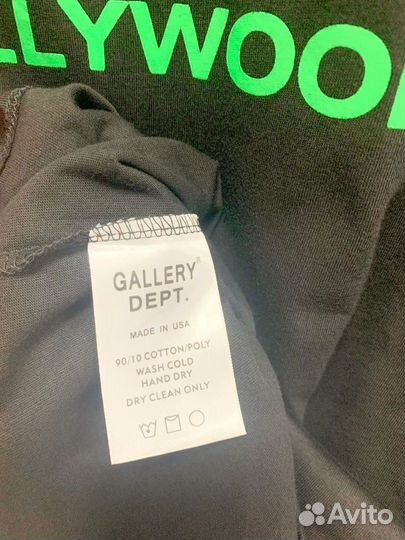 LLYWOO
GALLERY®
DEPT.
MADE IN USA
90/10 COTTON/POLY
WASH COLD
HAND DRY
DRY CLEAN ONLY
Avito